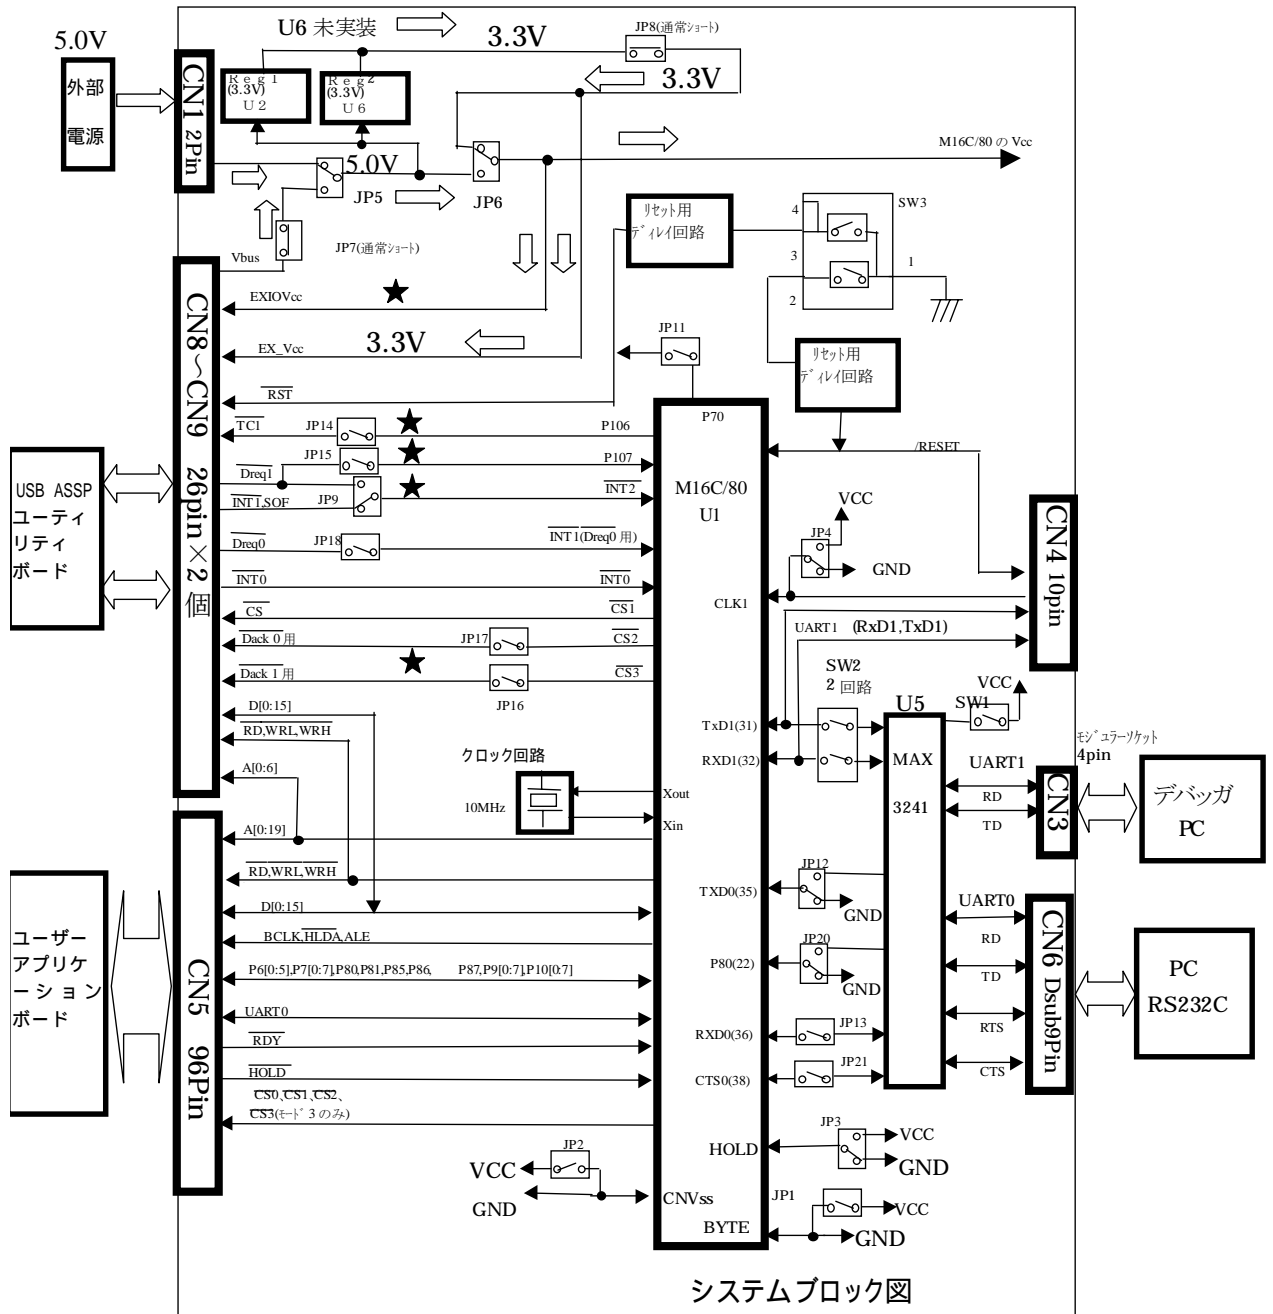 U6 未実装
3.3V
JP8(通常ショート)
5.0V
外部
電源
CN1 2Pin
Reg1
(3.3V)
U2
Reg2
(3.3V)
U6
3.3V
M16C/80 の Vcc
5.0V
JP5
JP6
JP7(通常ショート)
Vbus
リセット用
ディレイ回路
4
SW3
3
1
2
CN8～CN9 26pin×2個
EXIOVcc
★
EX_Vcc
3.3V
JP11
リセット用
ディレイ回路
RST
P70
TC1
JP14
★
P106
/RESET
JP15
★
P107
Dreq1
★
INT1,SOF
JP9
INT2
M16C/80
U1
USB ASSP
ユーティ
リティ
ボード
VCC
JP4
GND
CN4 10pin
Dreq0
JP18
INT1(Dreq0 用)
INT0
INT0
CLK1
CS
CS1
Dack 0 用
JP17
CS2
UART1 (RxD1,TxD1)
★
Dack 1 用
CS3
JP16
SW2
2 回路
U5
SW1
VCC
D[0:15]
RD,WRL,WRH
TxD1(31)
RXD1(32)
MAX
3241
モジュラーソケット
4pin
A[0:6]
クロック回路
10MHz
Xout
Xin
UART1
RD
TD
CN3
デバッガ
PC
CN5 96Pin
A[0:19]
RD,WRL,WRH
JP12
TXD0(35)
GND
D[0:15]
UART0
RD
CN6 Dsub9Pin
ユーザー
アプリケ
ーション
ボード
BCLK,HLDA,ALE
JP20
P6[0:5],P7[0:7],P80,P81,P85,P86, P87,P9[0:7],P10[0:7]
P80(22)
GND
TD
PC
RS232C
UART0
RTS
RDY
RXD0(36)
JP13
HOLD
CTS0(38)
JP21
CTS
CS0,CS1,CS2、
CS3(モード 3 のみ)
JP2
VCC
GND
HOLD
JP3
VCC
GND
CNVss
JP1
VCC
BYTE
GND
システムブロック図